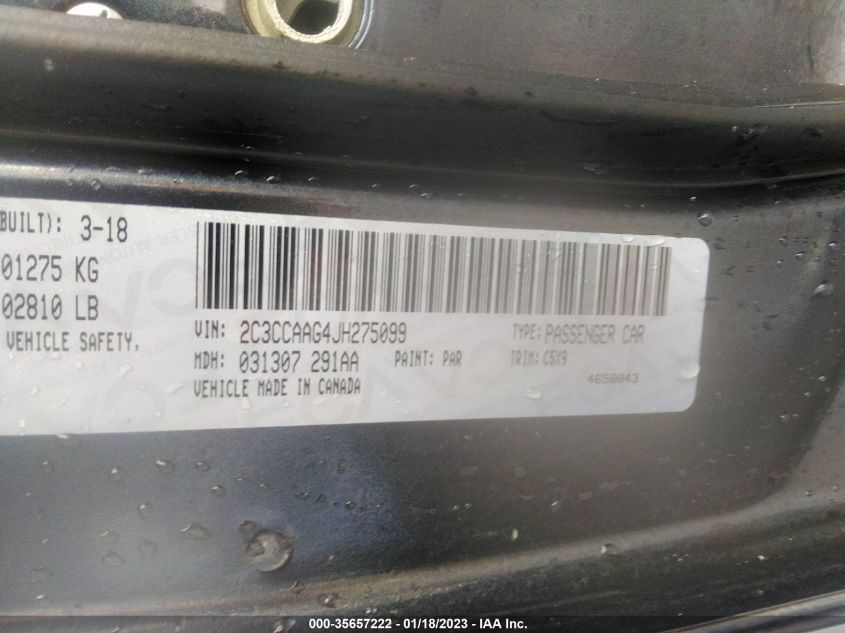 BUILT): 3-18
01275 KG
02810 LB
VEHICLE SAFETY,
VIN: 2C3CCAAG4JH275099 TYPE: PASSENGER CAR
MDH: 031307 291AA PAINT: PAR TRIM: C5X9
VEHICLE MADE IN CANADA 4658843
000-35657222 - 01/18/2023 - IAA Inc.